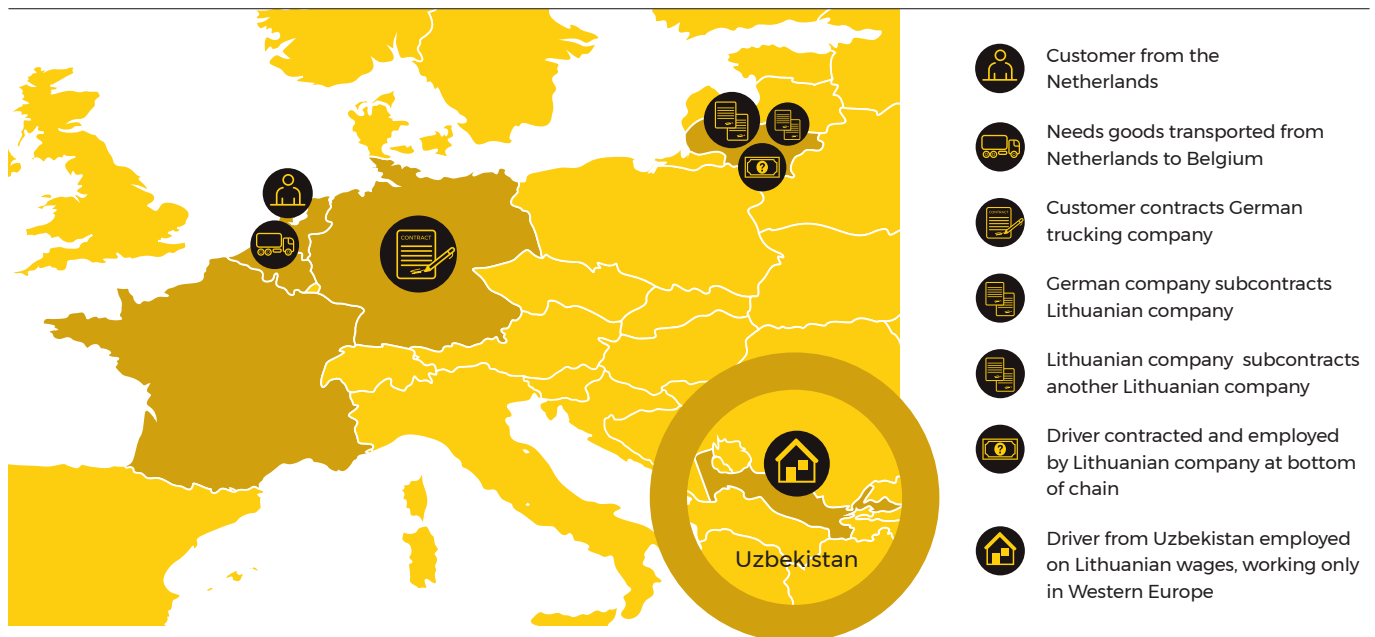 Customer from the
Netherlands
Needs goods transported from
Netherlands to Belgium
CONTRACT
Customer contracts German
trucking company
CONTRACT
German company subcontracts
Lithuanian company
Lithuanian company subcontracts
another Lithuanian company
Driver contracted and employed
by Lithuanian company at bottom
of chain
Driver from Uzbekistan employed
on Lithuanian wages, working only
in Western Europe
Uzbekistan